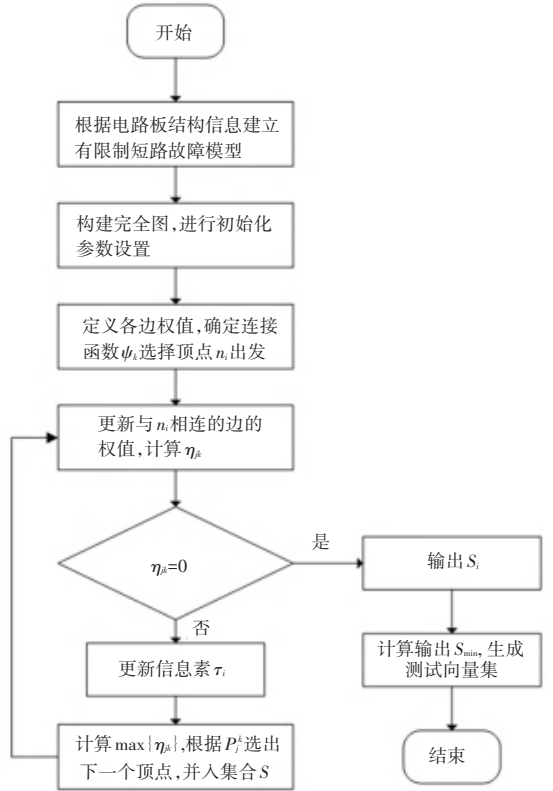 开始
根据电路板结构信息建立
有限制短路故障模型
构建完全图,进行初始化
参数设置
定义各边权值,确定连接
函数ψₖ选择顶点nᵢ出发
更新与nᵢ相连的边的
权值,计算ηⱼₖ
ηⱼₖ=0
是
输出Sᵢ
否
更新信息素τᵢ
计算输出Sₘᵢₙ, 生成
测试向量集
计算max{ηⱼₖ},根据Pⱼᵏ选出
下一个顶点,并入集合S
结束